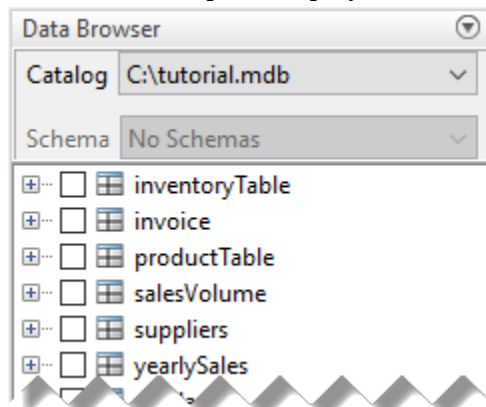 Data Browser
Catalog C:\tutorial.mdb
Schema No Schemas
inventoryTable
invoice
productTable
salesVolume
suppliers
yearlySales